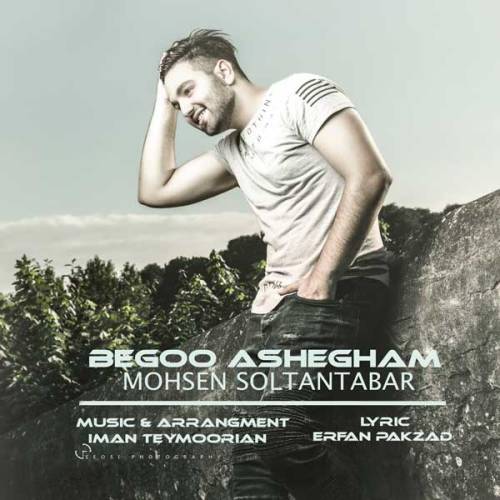 BEGOO ASHEGHAM
MOHSEN SOLTANTABAR
MUSIC & ARRANGMENT
IMAN TEYMOORIAN
LYRIC
ERFAN PAKZAD